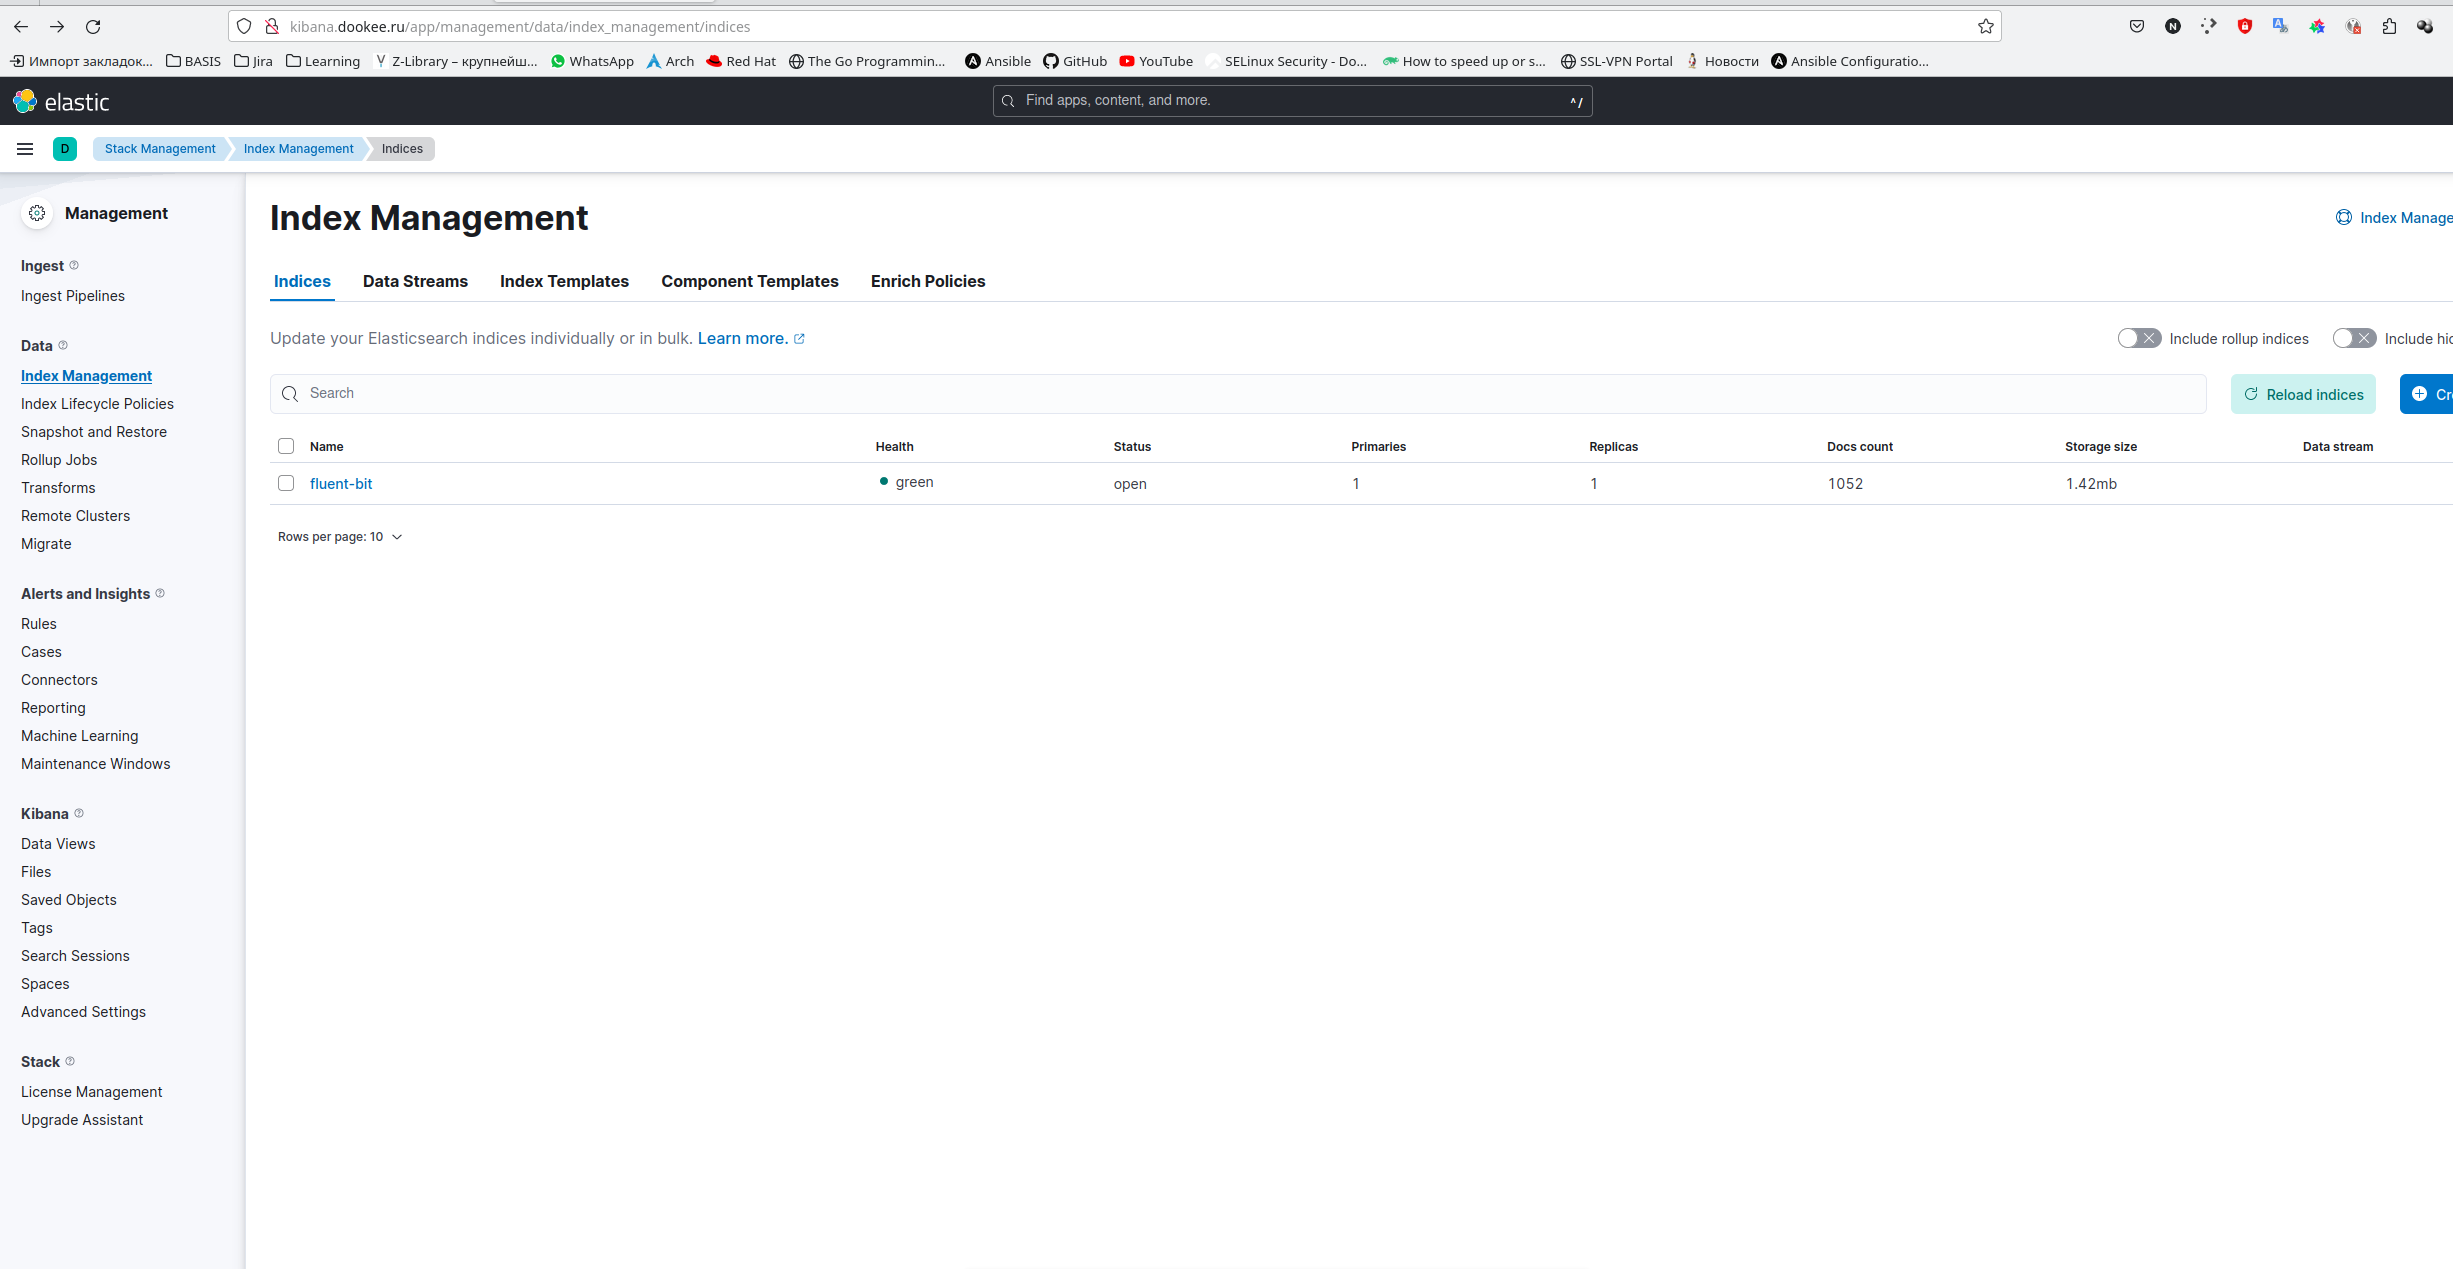 kibana.dookee.ru/app/management/data/index_management/indices
Импорт закладок... BASIS Jira Learning Z-Library – крупнейш... WhatsApp Arch Red Hat The Go Programmin... Ansible GitHub YouTube SELinux Security - Do... How to speed up or s... SSL-VPN Portal Новости Ansible Configuratio...
elastic Find apps, content, and more. ^/
D Stack Management Index Management Indices
Management
Ingest
Ingest Pipelines
Data
Index Management
Index Lifecycle Policies
Snapshot and Restore
Rollup Jobs
Transforms
Remote Clusters
Migrate
Alerts and Insights
Rules
Cases
Connectors
Reporting
Machine Learning
Maintenance Windows
Kibana
Data Views
Files
Saved Objects
Tags
Search Sessions
Spaces
Advanced Settings
Stack
License Management
Upgrade Assistant
Index Management Index Manage
Indices Data Streams Index Templates Component Templates Enrich Policies
Update your Elasticsearch indices individually or in bulk. Learn more. Include rollup indices Include hi
Search Reload indices Cr
Name Health Status Primaries Replicas Docs count Storage size Data stream
fluent-bit green open 1 1 1052 1.42mb
Rows per page: 10